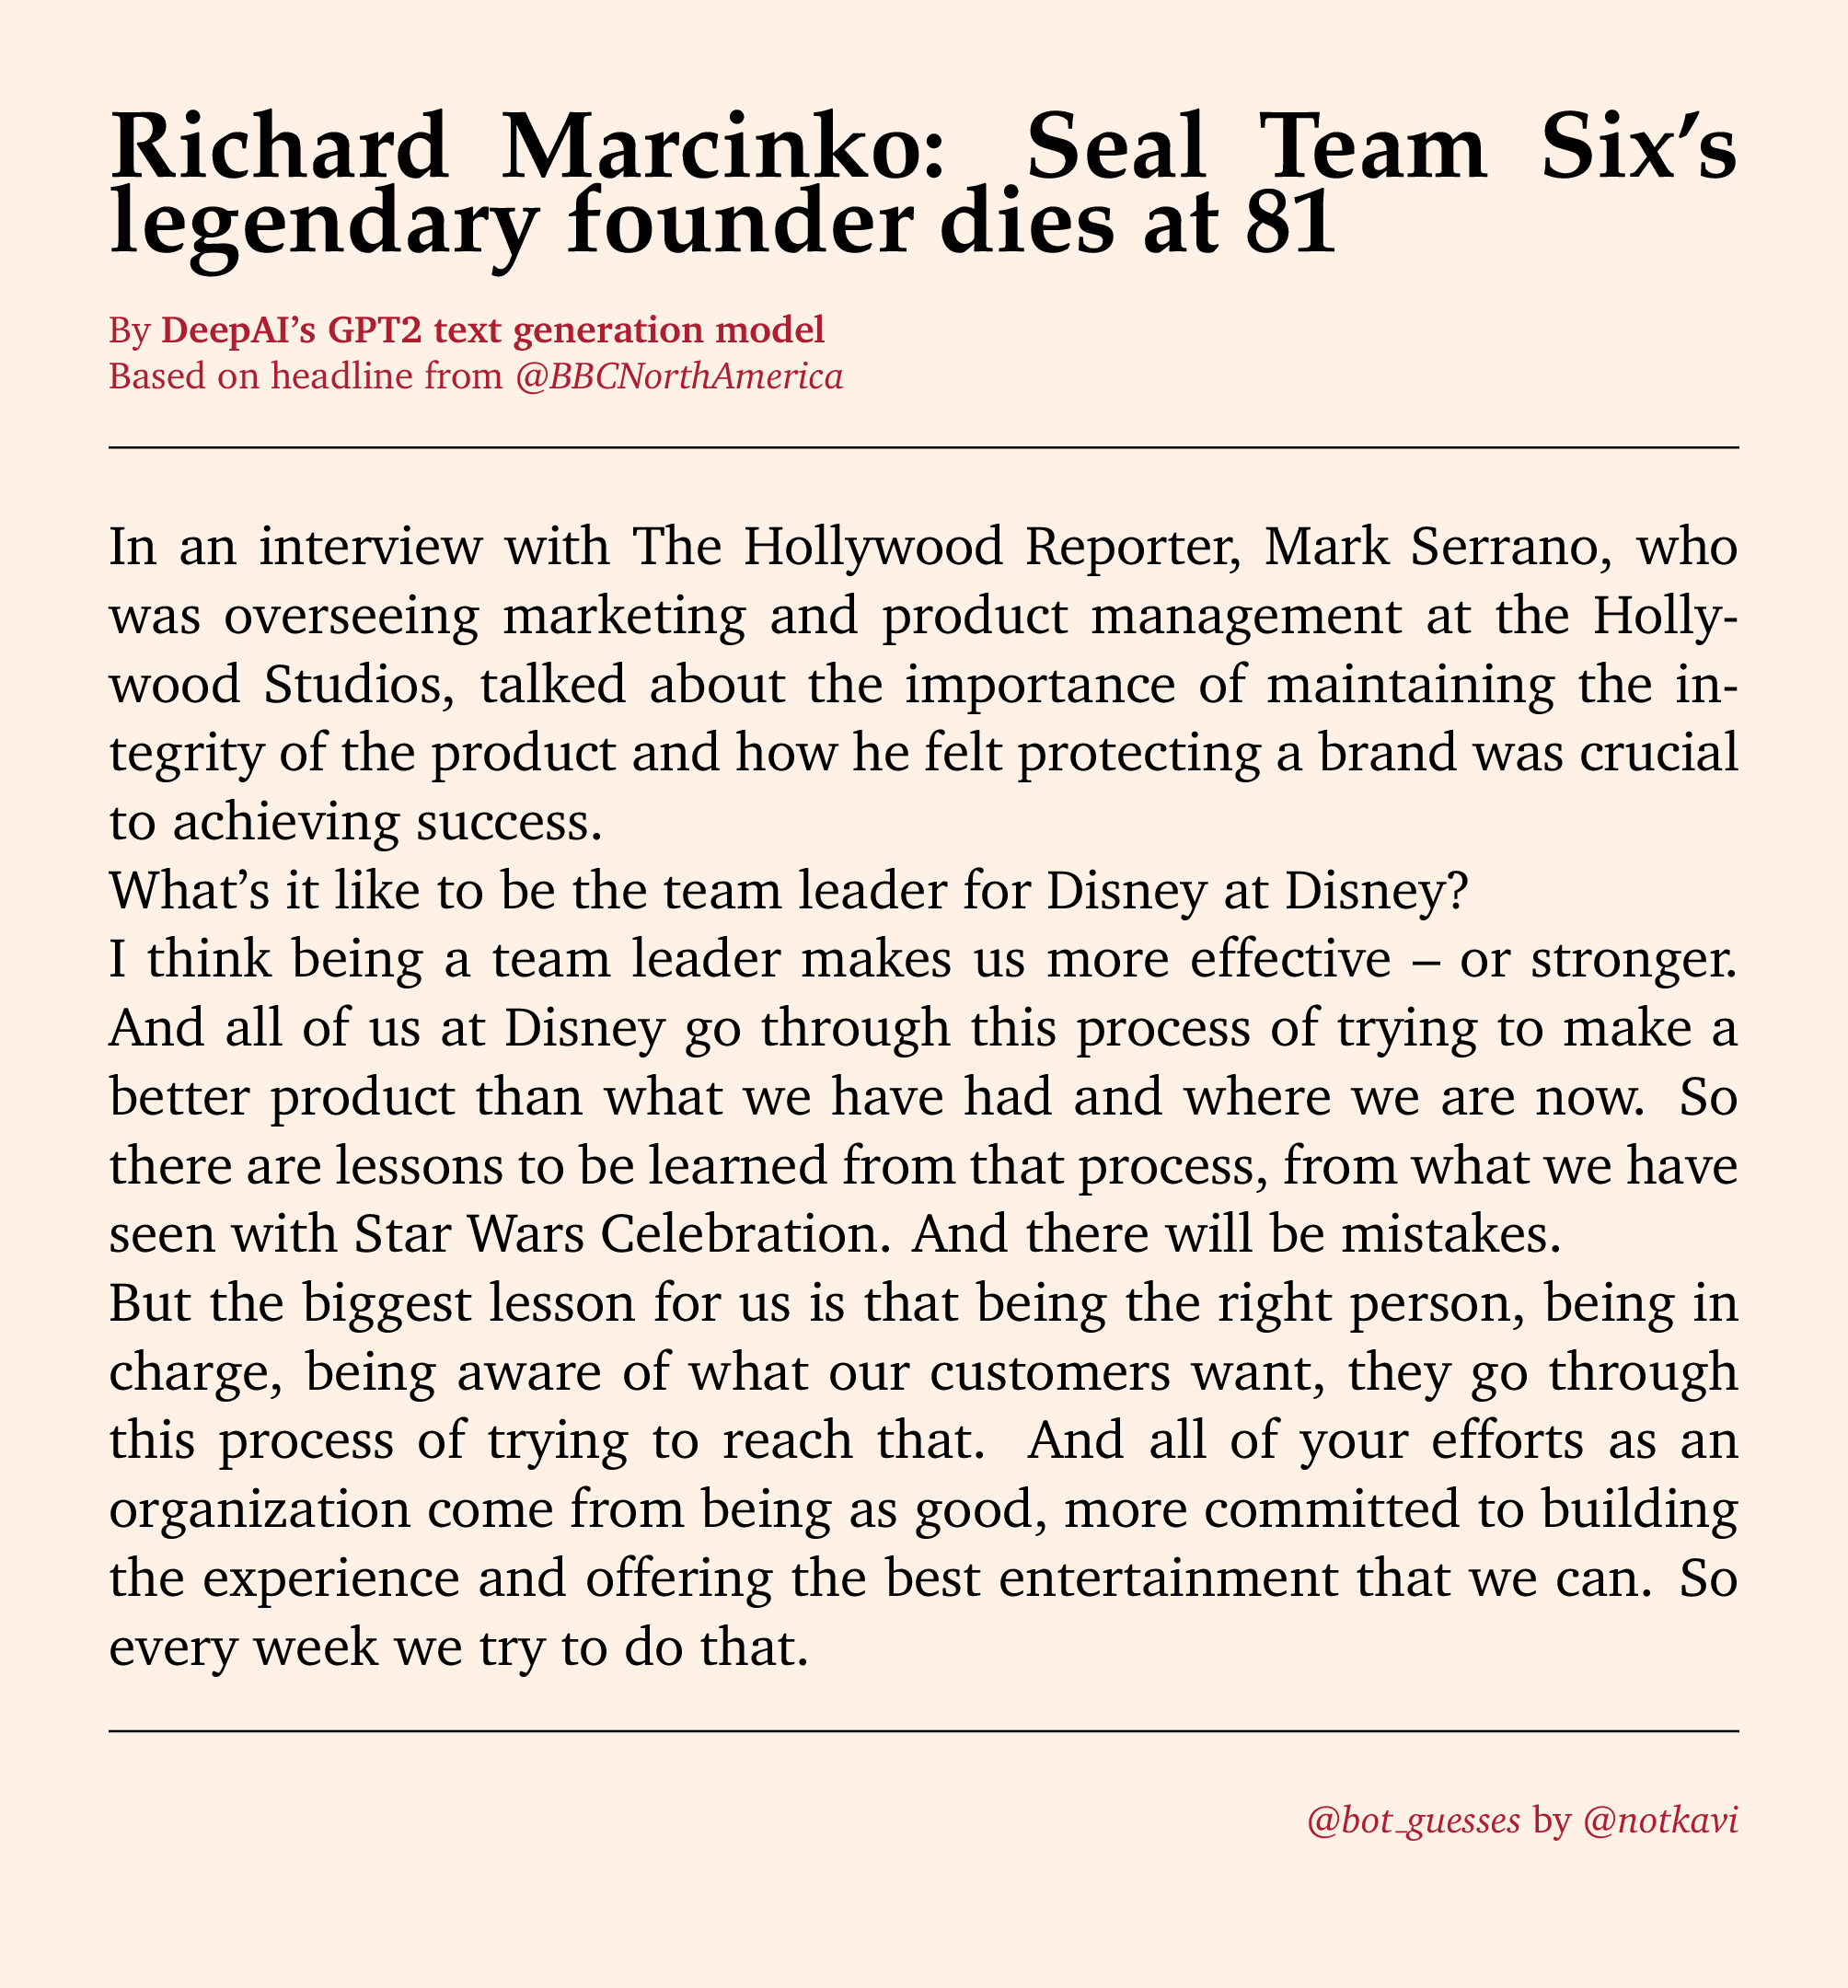 Richard Marcinko: Seal Team Six’s
legendary founder dies at 81
By DeepAI’s GPT2 text generation model
Based on headline from @BBCNorthAmerica
In an interview with The Hollywood Reporter, Mark Serrano, who
was overseeing marketing and product management at the Holly-
wood Studios, talked about the importance of maintaining the in-
tegrity of the product and how he felt protecting a brand was crucial
to achieving success.
What’s it like to be the team leader for Disney at Disney?
I think being a team leader makes us more effective – or stronger.
And all of us at Disney go through this process of trying to make a
better product than what we have had and where we are now. So
there are lessons to be learned from that process, from what we have
seen with Star Wars Celebration. And there will be mistakes.
But the biggest lesson for us is that being the right person, being in
charge, being aware of what our customers want, they go through
this process of trying to reach that. And all of your efforts as an
organization come from being as good, more committed to building
the experience and offering the best entertainment that we can. So
every week we try to do that.
@bot_guesses by @notkavi